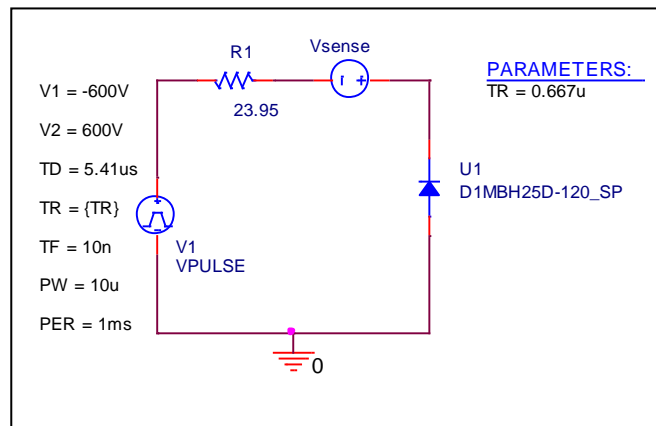 R1
Vsense
PARAMETERS:
TR = 0.667u
V1 = -600V
23.95
V2 = 600V
TD = 5.41us
U1
D1MBH25D-120_SP
TR = {TR}
V1
TF = 10n
VPULSE
PW = 10u
PER = 1ms
0